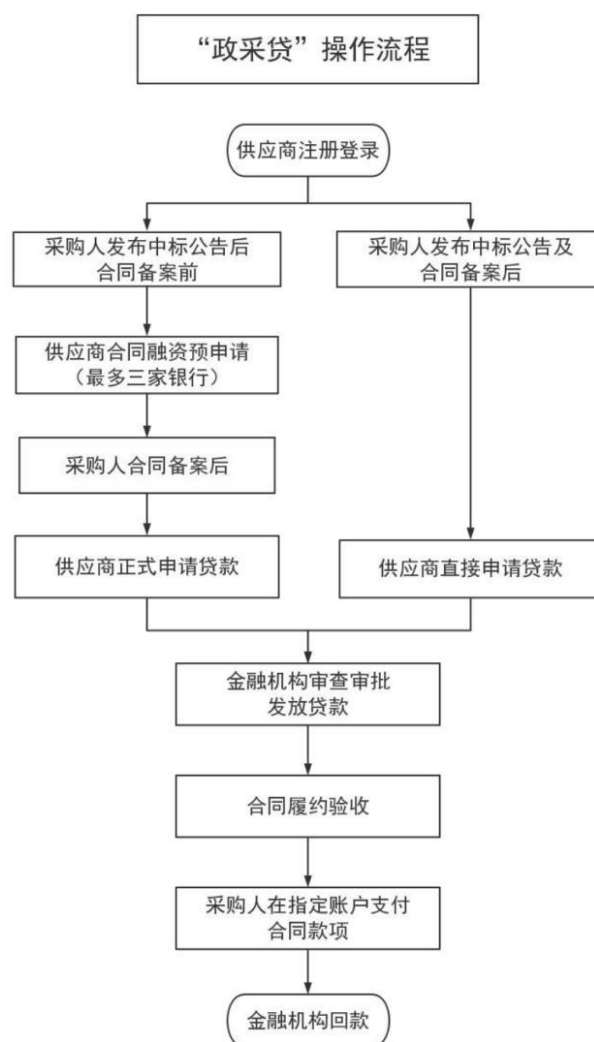 “政采贷”操作流程
供应商注册登录
采购人发布中标公告后
合同备案前
采购人发布中标公告及
合同备案后
供应商合同融资预申请
（最多三家银行）
采购人合同备案后
供应商正式申请贷款
供应商直接申请贷款
金融机构审查审批
发放贷款
合同履约验收
采购人在指定账户支付
合同款项
金融机构回款